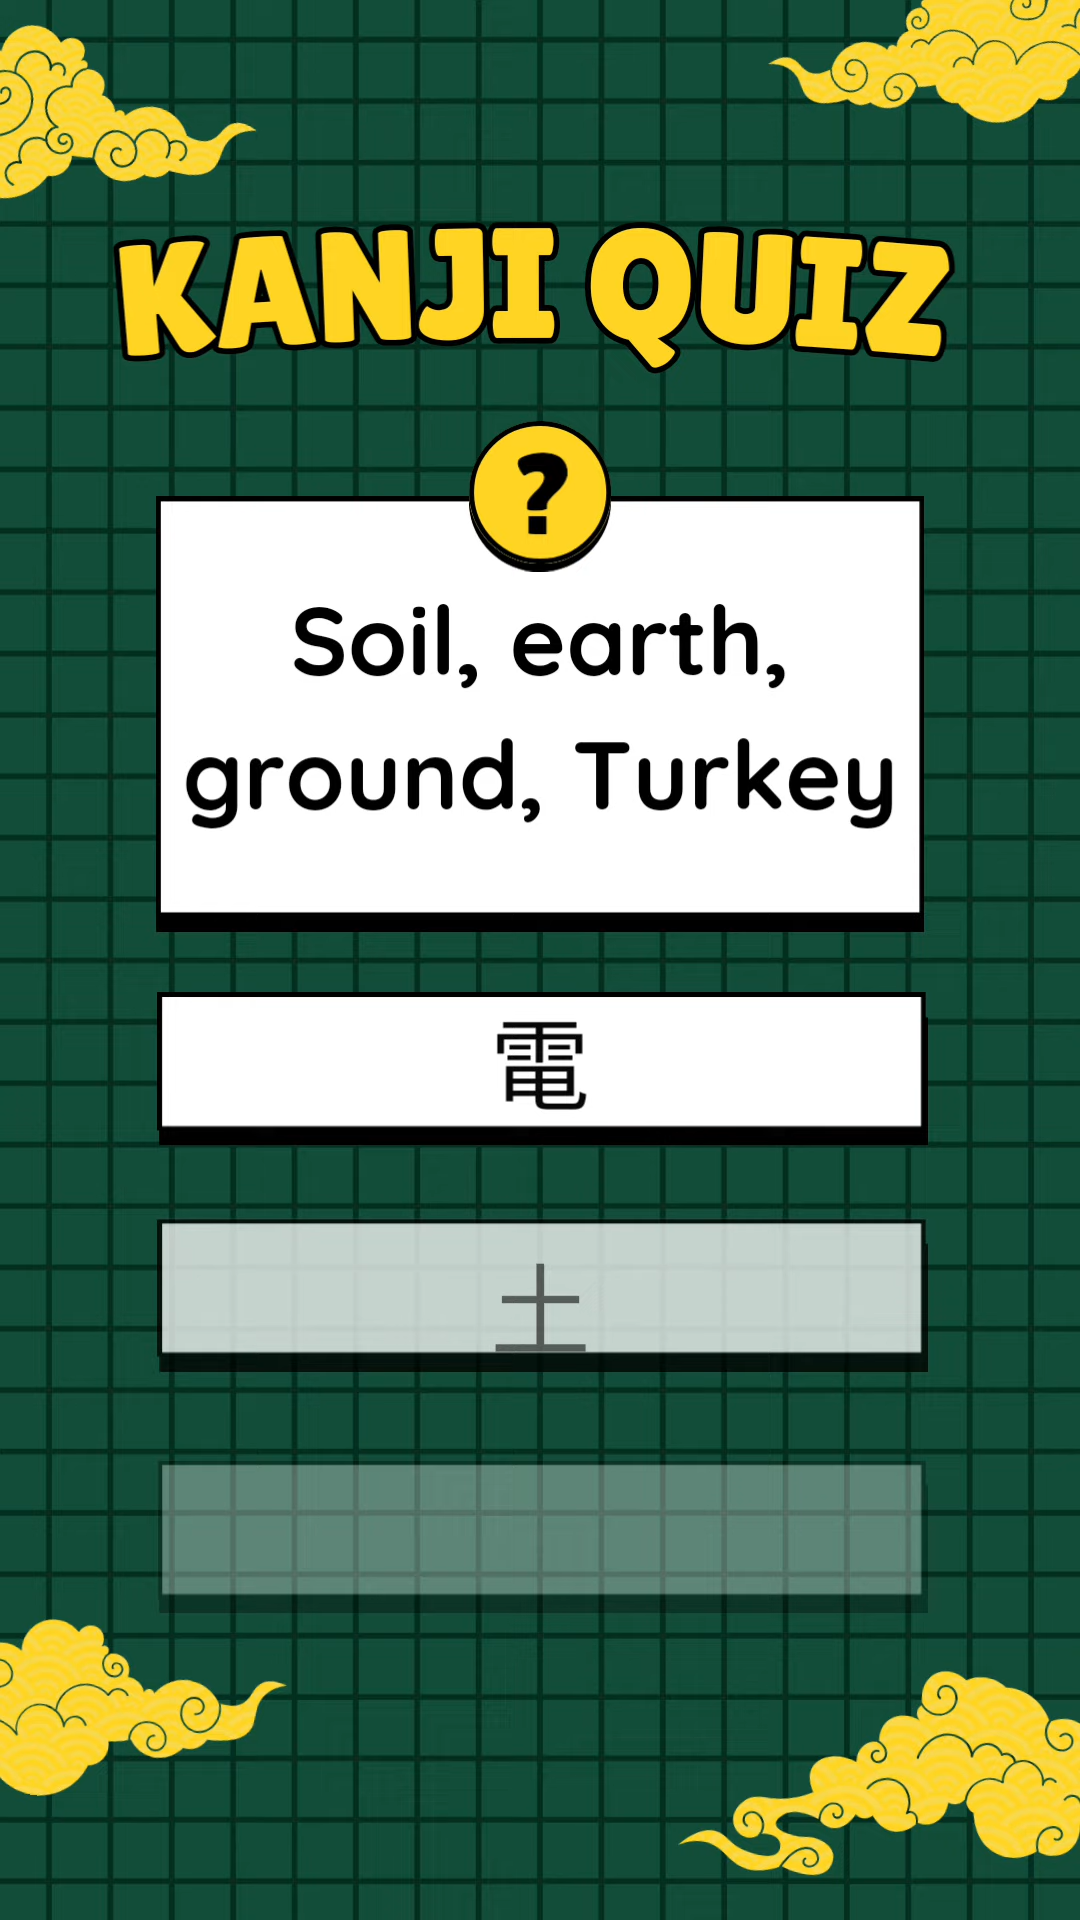 KANJI QUIZ
?
Soil, earth,
ground, Turkey
電
土